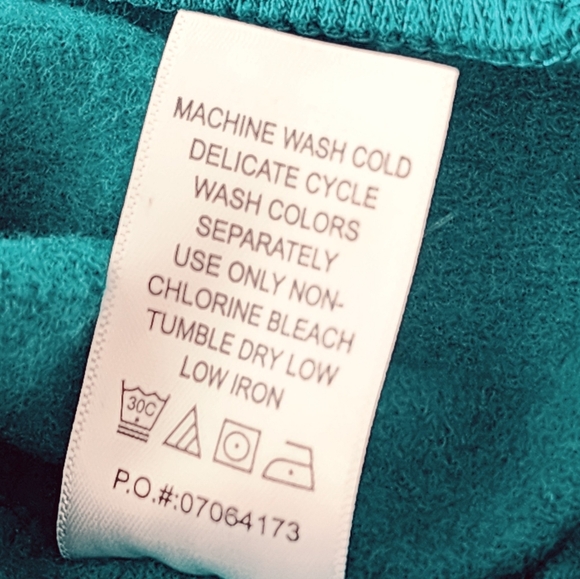 MACHINE WASH COLD
DELICATE CYCLE
WASH COLORS
SEPARATELY
USE ONLY NON-
CHLORINE BLEACH
TUMBLE DRY LOW
LOW IRON
30C
P.O.#:07064173